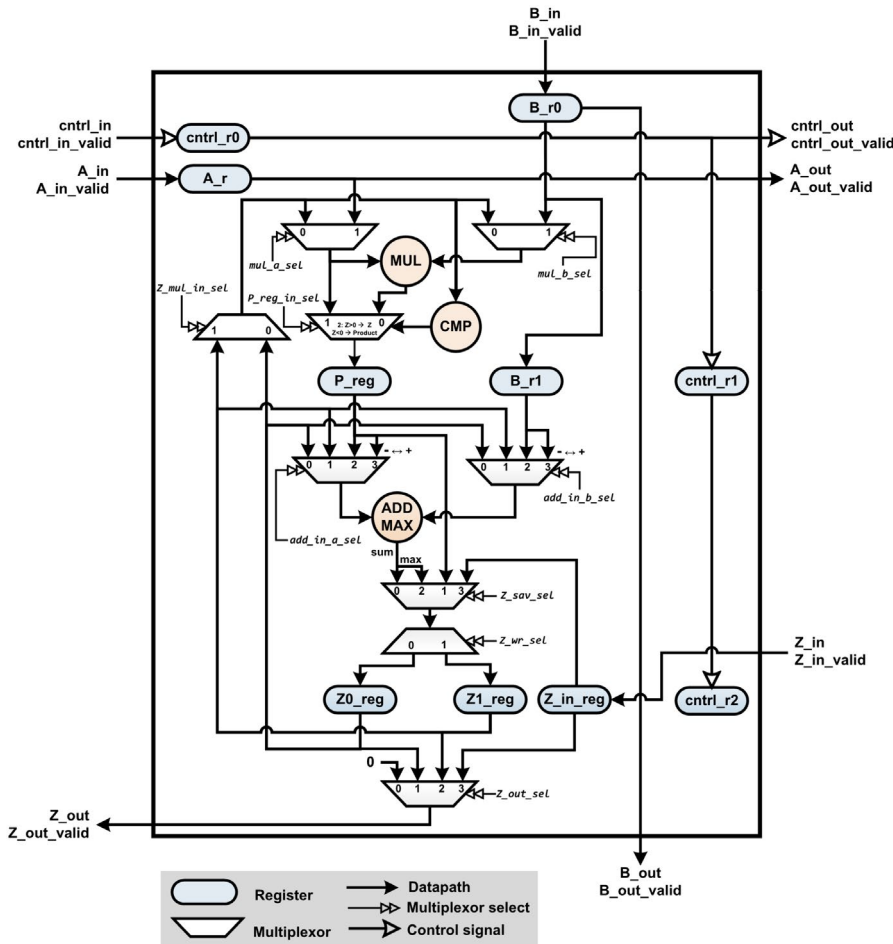 B_in
B_in_valid
B_r0
cntrl_in
cntrl_in_valid
cntrl_r0
cntrl_out
cntrl_out_valid
A_in
A_in_valid
A_r
A_out
A_out_valid
0 1
0 1
mul_a_sel
MUL
mul_b_sel
Z_mul_in_sel
P_reg_in_sel
1 0
1 0
2: Z>0 → Z
Z<0 → Product
CMP
P_reg
B_r1
cntrl_r1
0 1 2 3
- ↔ +
0 1 2 3
- ↔ +
add_in_a_sel
add_in_b_sel
ADD
MAX
sum
max
0 2 1 3
Z_sav_sel
0 1
Z_wr_sel
Z_in
Z_in_valid
Z0_reg
Z1_reg
Z_in_reg
cntrl_r2
0
0 1 2 3
Z_out_sel
Z_out
Z_out_valid
B_out
B_out_valid
Register
Datapath
Multiplexor select
Multiplexor
Control signal